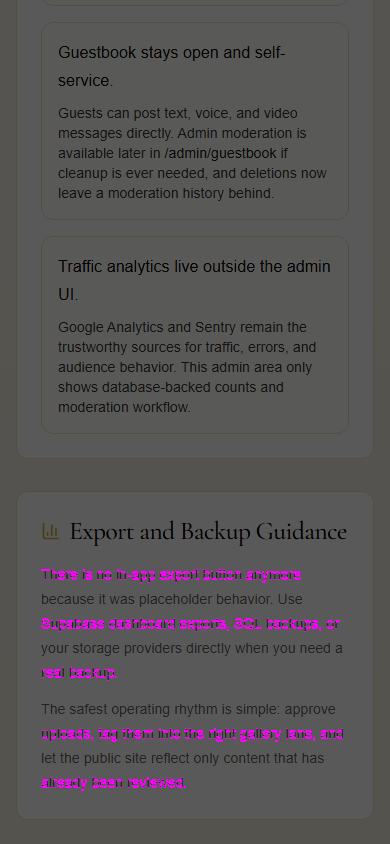 Guestbook stays open and self-
service.
Guests can post text, voice, and video
messages directly. Admin moderation is
available later in /admin/guestbook if
cleanup is ever needed, and deletions now
leave a moderation history behind.
Traffic analytics live outside the admin
UI.
Google Analytics and Sentry remain the
trustworthy sources for traffic, errors, and
audience behavior. This admin area only
shows database-backed counts and
moderation workflow.
Export and Backup Guidance
There is no in-app export button anymore
because it was placeholder behavior. Use
Supabase dashboard exports, SQL backups, or
your storage providers directly when you need a
real backup.
The safest operating rhythm is simple: approve
uploads, tag them into the right gallery lane, and
let the public site reflect only content that has
already been reviewed.